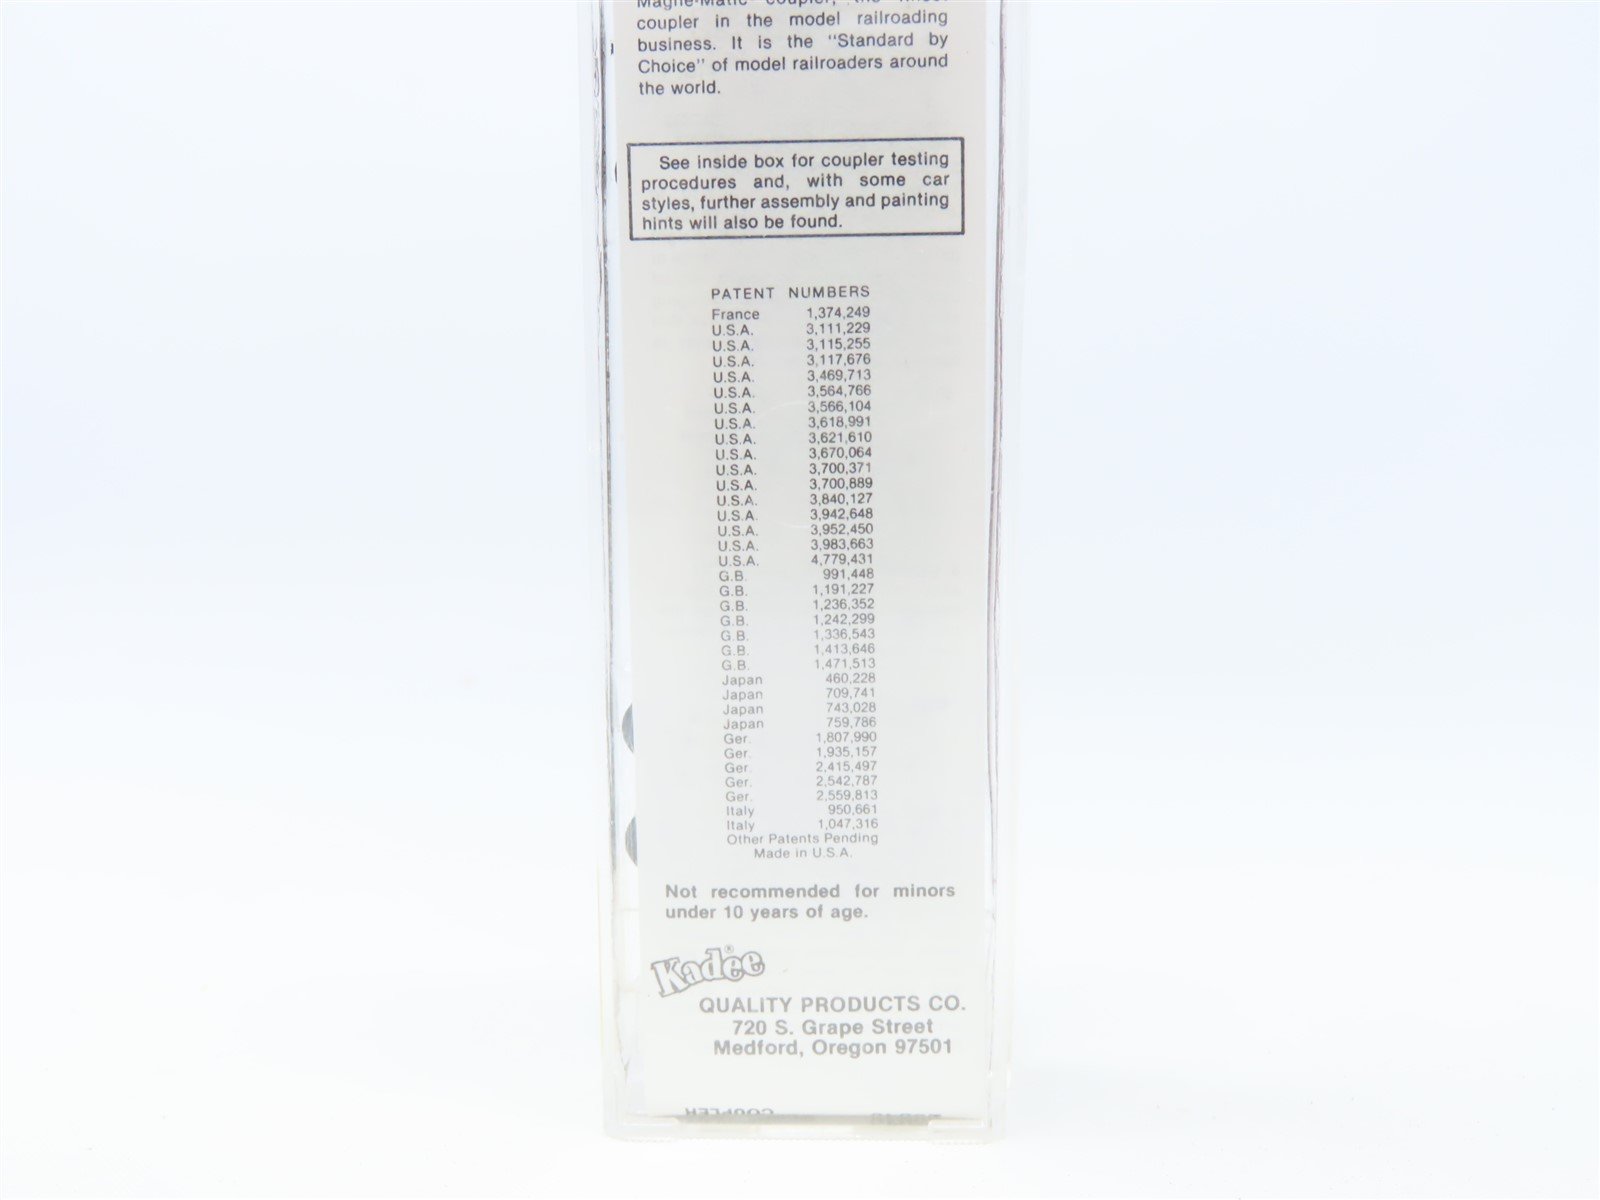 Magne-Matic coupler, the finest
coupler in the model railroading
business. It is the "Standard by
Choice" of model railroaders around
the world.
See inside box for coupler testing
procedures and, with some car
styles, further assembly and painting
hints will also be found.
PATENT NUMBERS
France 1,374,249
U.S.A. 3,111,229
U.S.A. 3,115,255
U.S.A. 3,117,676
U.S.A. 3,469,713
U.S.A. 3,564,766
U.S.A. 3,566,104
U.S.A. 3,618,991
U.S.A. 3,621,610
U.S.A. 3,670,064
U.S.A. 3,700,371
U.S.A. 3,700,889
U.S.A. 3,840,127
U.S.A. 3,942,648
U.S.A. 3,952,450
U.S.A. 3,983,663
U.S.A. 4,779,431
G.B. 991,448
G.B. 1,191,227
G.B. 1,236,352
G.B. 1,242,299
G.B. 1,336,543
G.B. 1,413,646
G.B. 1,471,513
Japan 460,228
Japan 709,741
Japan 743,028
Japan 759,786
Ger. 1,807,990
Ger. 1,935,157
Ger. 2,415,497
Ger. 2,542,787
Ger. 2,559,813
Italy 950,661
Italy 1,047,316
Other Patents Pending
Made in U.S.A.
Not recommended for minors
under 10 years of age.
Kadee®
QUALITY PRODUCTS CO.
720 S. Grape Street
Medford, Oregon 97501
COUPLER